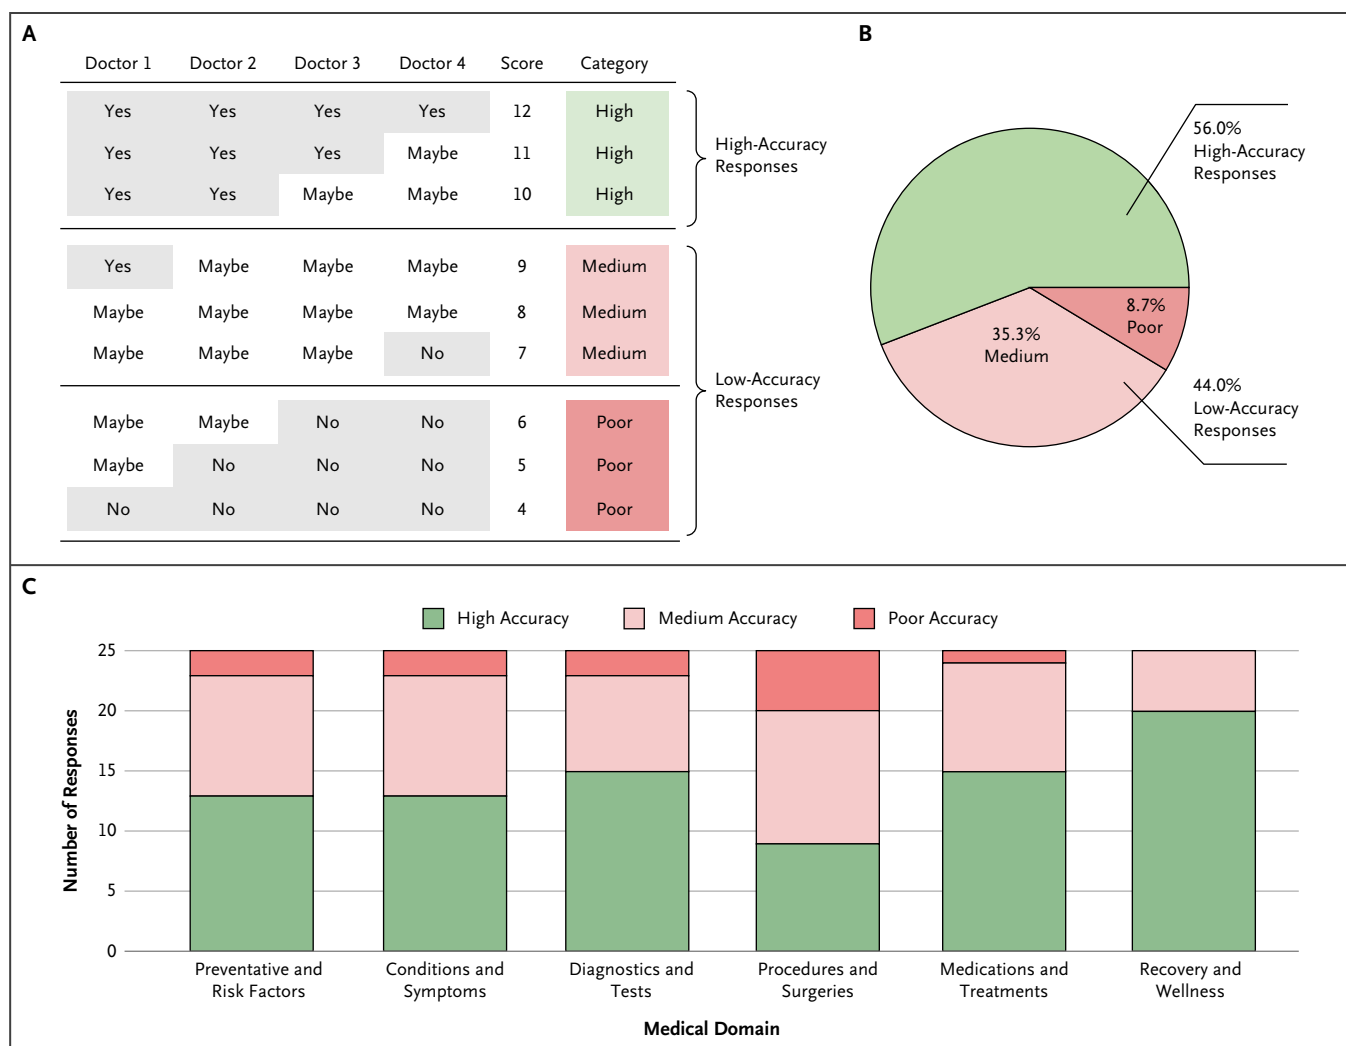 A
Doctor 1 Doctor 2 Doctor 3 Doctor 4 Score Category
Yes Yes Yes Yes 12 High
Yes Yes Yes Maybe 11 High
Yes Yes Maybe Maybe 10 High
High-Accuracy
Responses
Yes Maybe Maybe Maybe 9 Medium
Maybe Maybe Maybe Maybe 8 Medium
Maybe Maybe Maybe No 7 Medium
Maybe Maybe No No 6 Poor
Maybe No No No 5 Poor
No No No No 4 Poor
Low-Accuracy
Responses
B
56.0%
High-Accuracy
Responses
8.7%
Poor
35.3%
Medium
44.0%
Low-Accuracy
Responses
C
High Accuracy Medium Accuracy Poor Accuracy
Number of Responses
25
20
15
10
5
0
Preventative and
Risk Factors
Conditions and
Symptoms
Diagnostics and
Tests
Procedures and
Surgeries
Medications and
Treatments
Recovery and
Wellness
Medical Domain